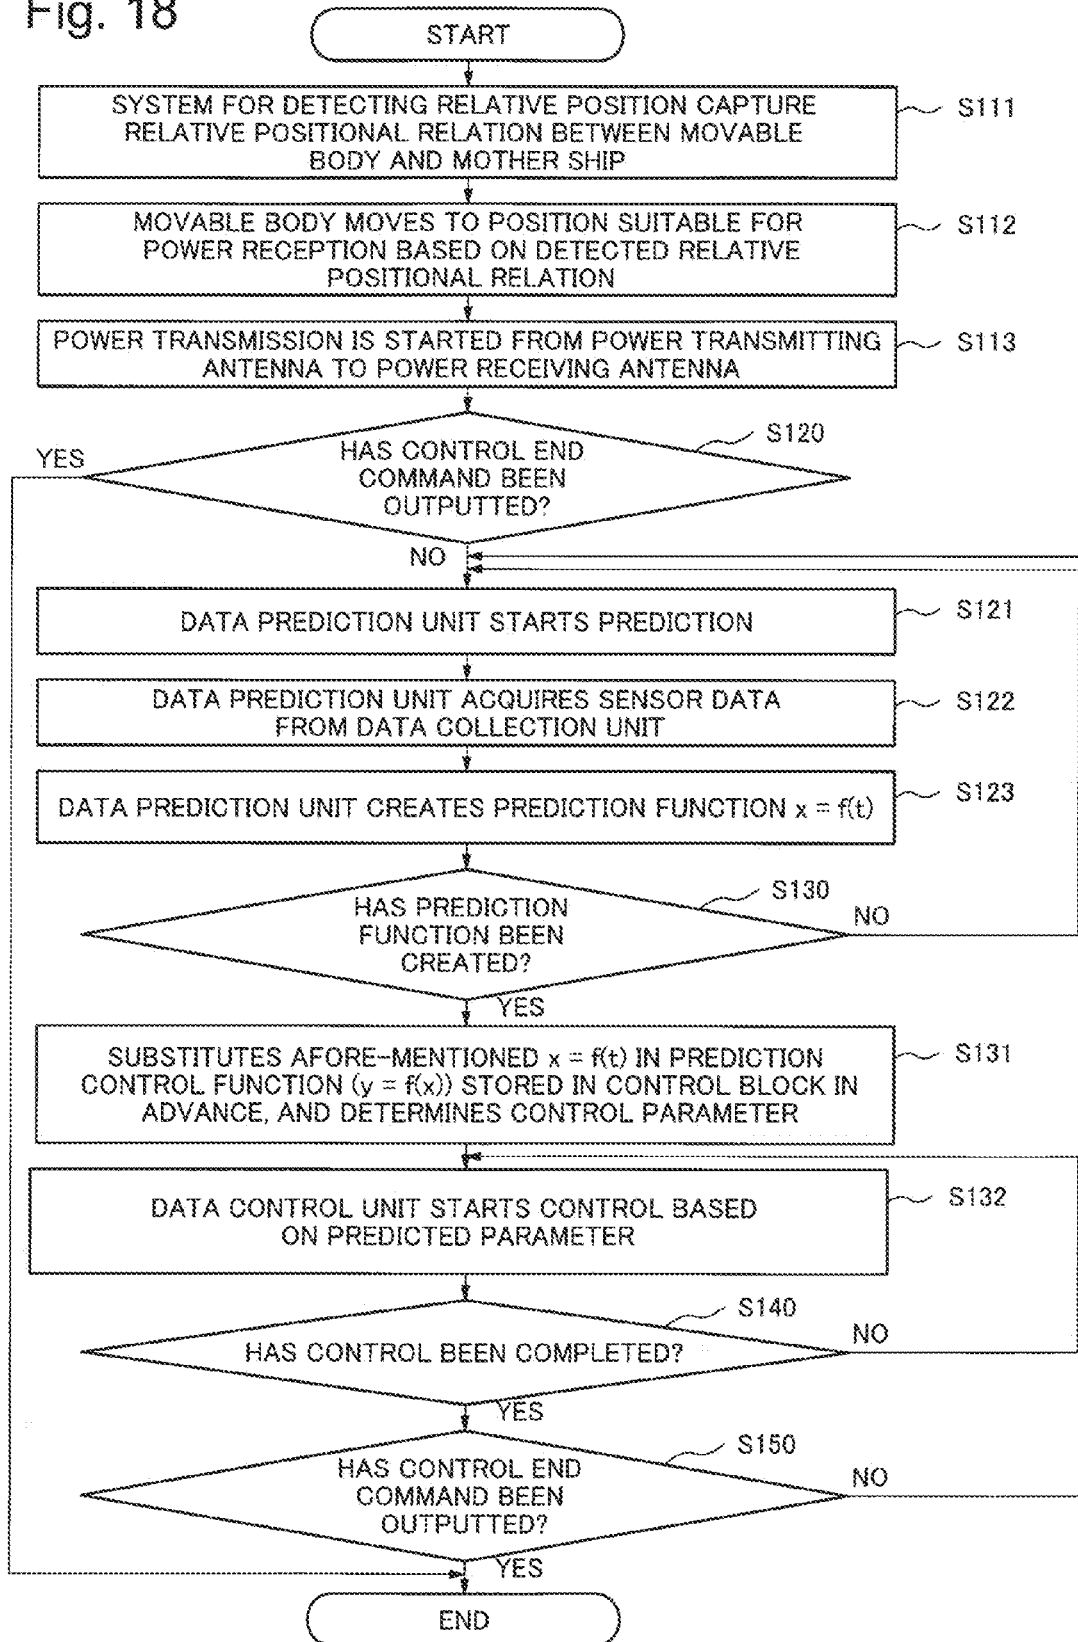 Fig. 18
START
SYSTEM FOR DETECTING RELATIVE POSITION CAPTURE
RELATIVE POSITIONAL RELATION BETWEEN MOVABLE
BODY AND MOTHER SHIP
S111
MOVABLE BODY MOVES TO POSITION SUITABLE FOR
POWER RECEPTION BASED ON DETECTED RELATIVE
POSITIONAL RELATION
S112
POWER TRANSMISSION IS STARTED FROM POWER TRANSMITTING
ANTENNA TO POWER RECEIVING ANTENNA
S113
S120
YES
HAS CONTROL END
COMMAND BEEN
OUTPUTTED?
NO
DATA PREDICTION UNIT STARTS PREDICTION
S121
DATA PREDICTION UNIT ACQUIRES SENSOR DATA
FROM DATA COLLECTION UNIT
S122
DATA PREDICTION UNIT CREATES PREDICTION FUNCTION x = f(t)
S123
S130
HAS PREDICTION
FUNCTION BEEN
CREATED?
NO
YES
SUBSTITUTES AFORE-MENTIONED x = f(t) IN PREDICTION
CONTROL FUNCTION (y = f(x)) STORED IN CONTROL BLOCK IN
ADVANCE, AND DETERMINES CONTROL PARAMETER
S131
DATA CONTROL UNIT STARTS CONTROL BASED
ON PREDICTED PARAMETER
S132
S140
HAS CONTROL BEEN COMPLETED?
NO
YES
S150
HAS CONTROL END
COMMAND BEEN
OUTPUTTED?
NO
YES
END